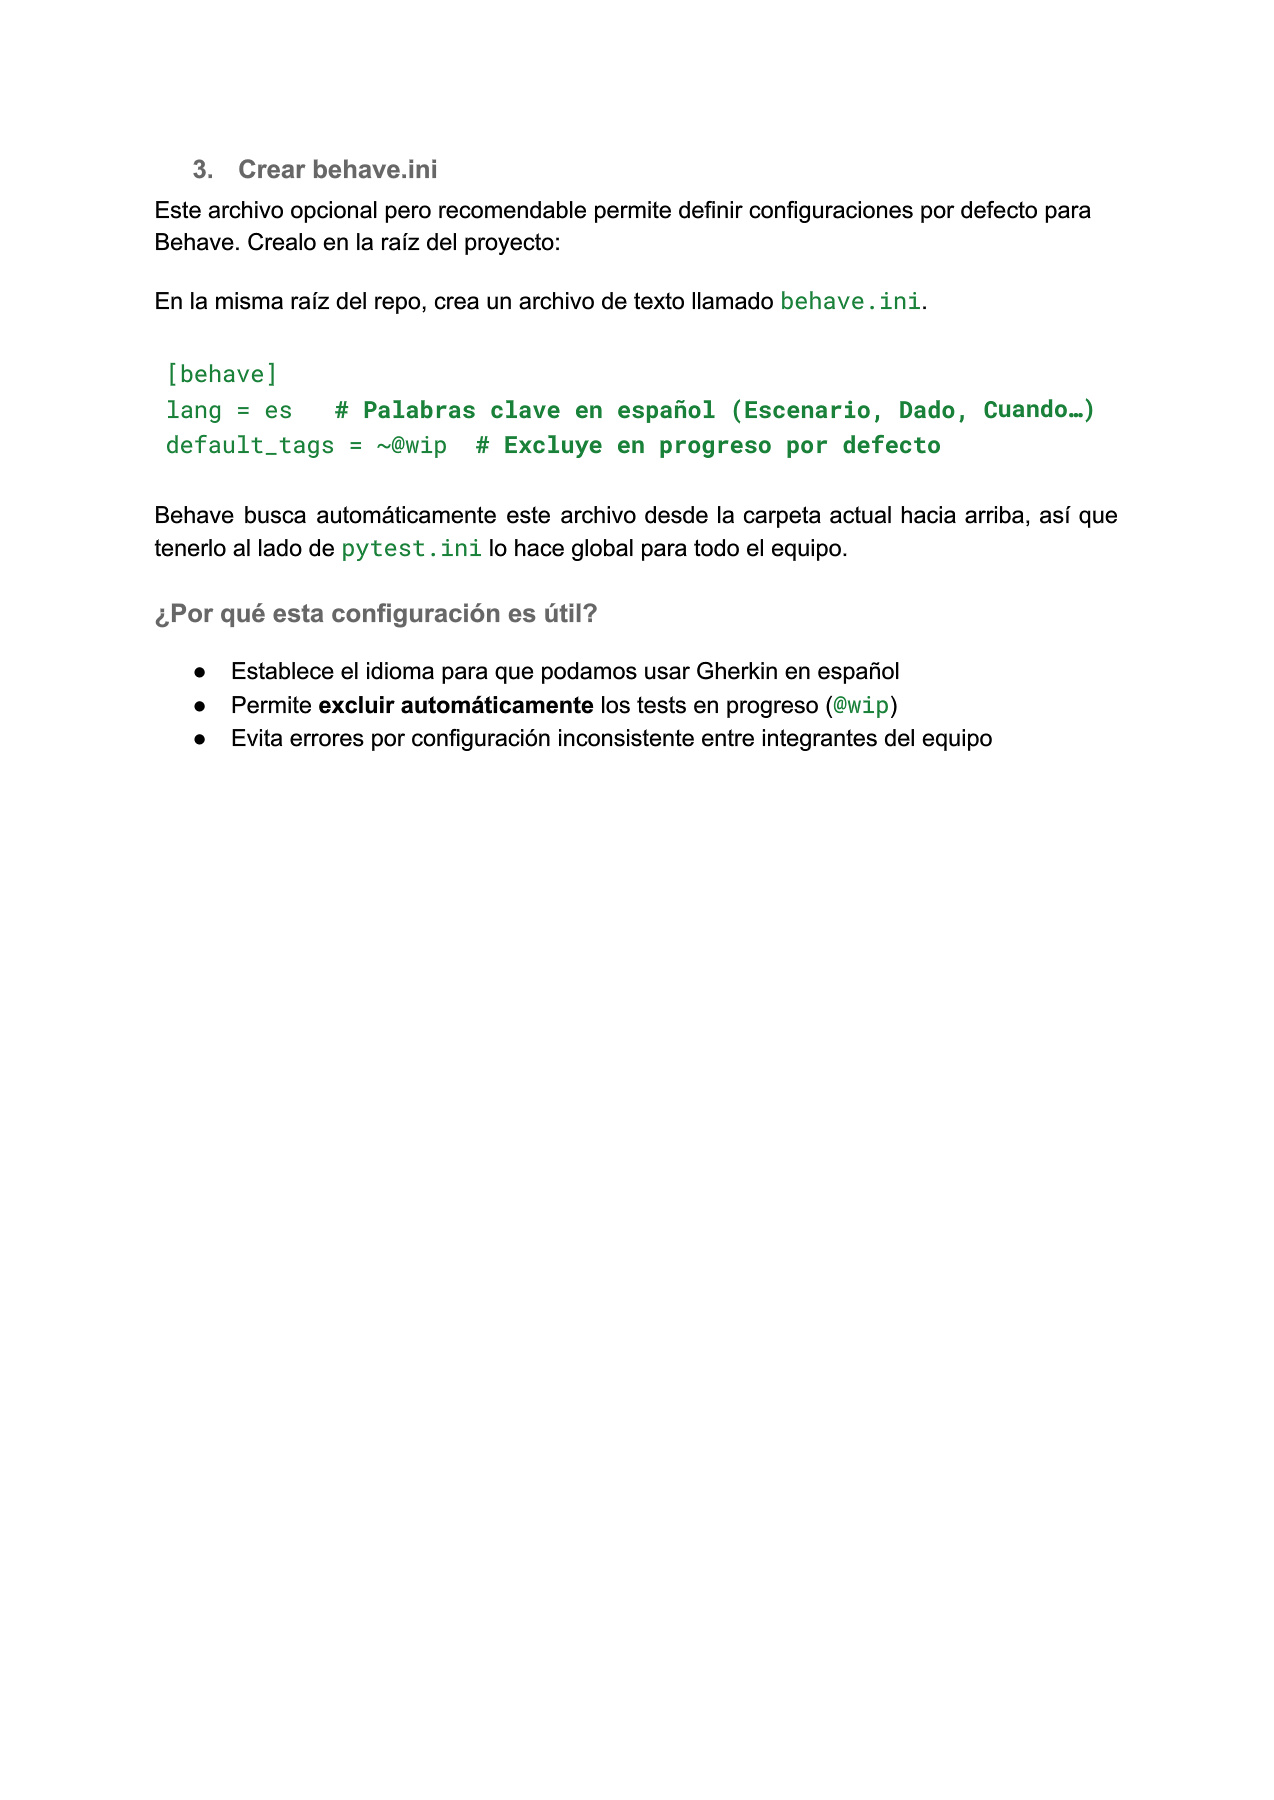 3. Crear behave.ini
Este archivo opcional pero recomendable permite definir configuraciones por defecto para
Behave. Crealo en la raíz del proyecto:
En la misma raíz del repo, crea un archivo de texto llamado behave.ini.
[behave]
lang = es   # Palabras clave en español (Escenario, Dado, Cuando…)
default_tags = ~@wip  # Excluye en progreso por defecto
Behave busca automáticamente este archivo desde la carpeta actual hacia arriba, así que
tenerlo al lado de pytest.ini lo hace global para todo el equipo.
¿Por qué esta configuración es útil?
● Establece el idioma para que podamos usar Gherkin en español
● Permite excluir automáticamente los tests en progreso (@wip)
● Evita errores por configuración inconsistente entre integrantes del equipo